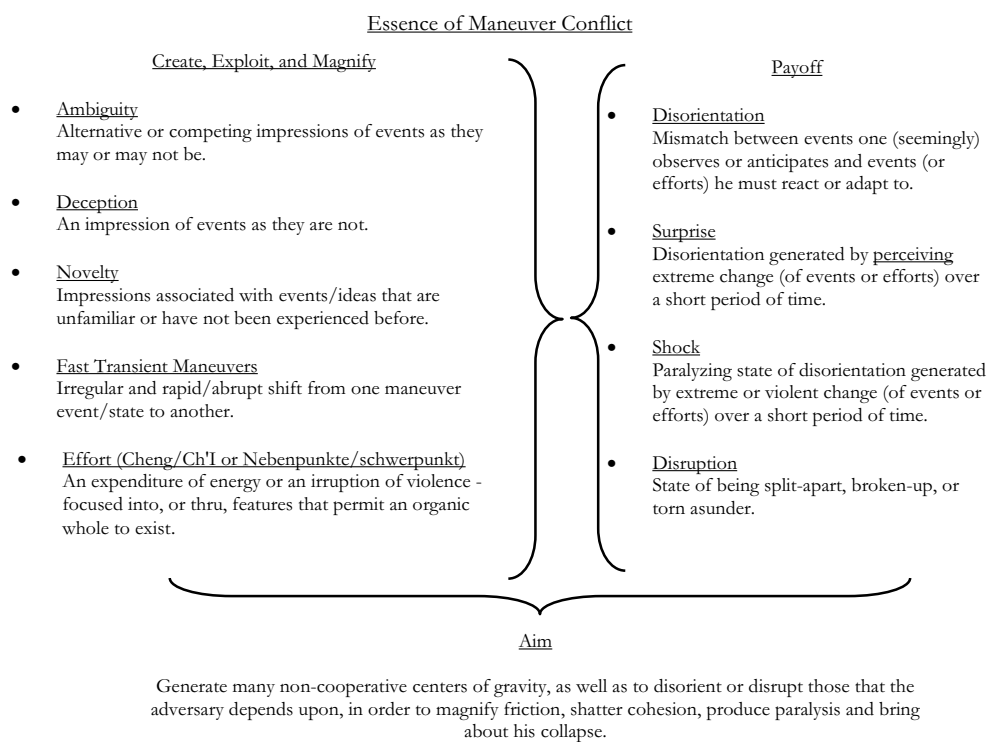 Essence of Maneuver Conflict
Create, Exploit, and Magnify
• Ambiguity
Alternative or competing impressions of events as they
may or may not be.
• Deception
An impression of events as they are not.
• Novelty
Impressions associated with events/ideas that are
unfamiliar or have not been experienced before.
• Fast Transient Maneuvers
Irregular and rapid/abrupt shift from one maneuver
event/state to another.
• Effort (Cheng/Ch'I or Nebenpunkte/schwerpunkt)
An expenditure of energy or an irruption of violence -
focused into, or thru, features that permit an organic
whole to exist.
Payoff
• Disorientation
Mismatch between events one (seemingly)
observes or anticipates and events (or
efforts) he must react or adapt to.
• Surprise
Disorientation generated by perceiving
extreme change (of events or efforts) over
a short period of time.
• Shock
Paralyzing state of disorientation generated
by extreme or violent change (of events or
efforts) over a short period of time.
• Disruption
State of being split-apart, broken-up, or
torn asunder.
Aim
Generate many non-cooperative centers of gravity, as well as to disorient or disrupt those that the
adversary depends upon, in order to magnify friction, shatter cohesion, produce paralysis and bring
about his collapse.